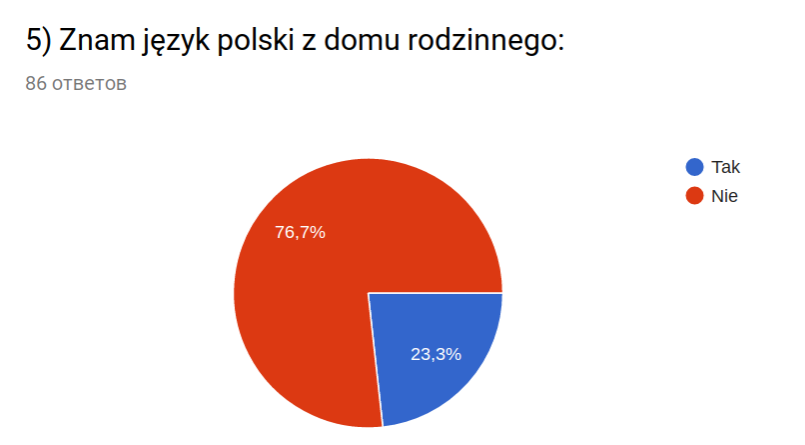 5) Znam język polski z domu rodzinnego:
86 ответов
Tak
Nie
76,7%
23,3%